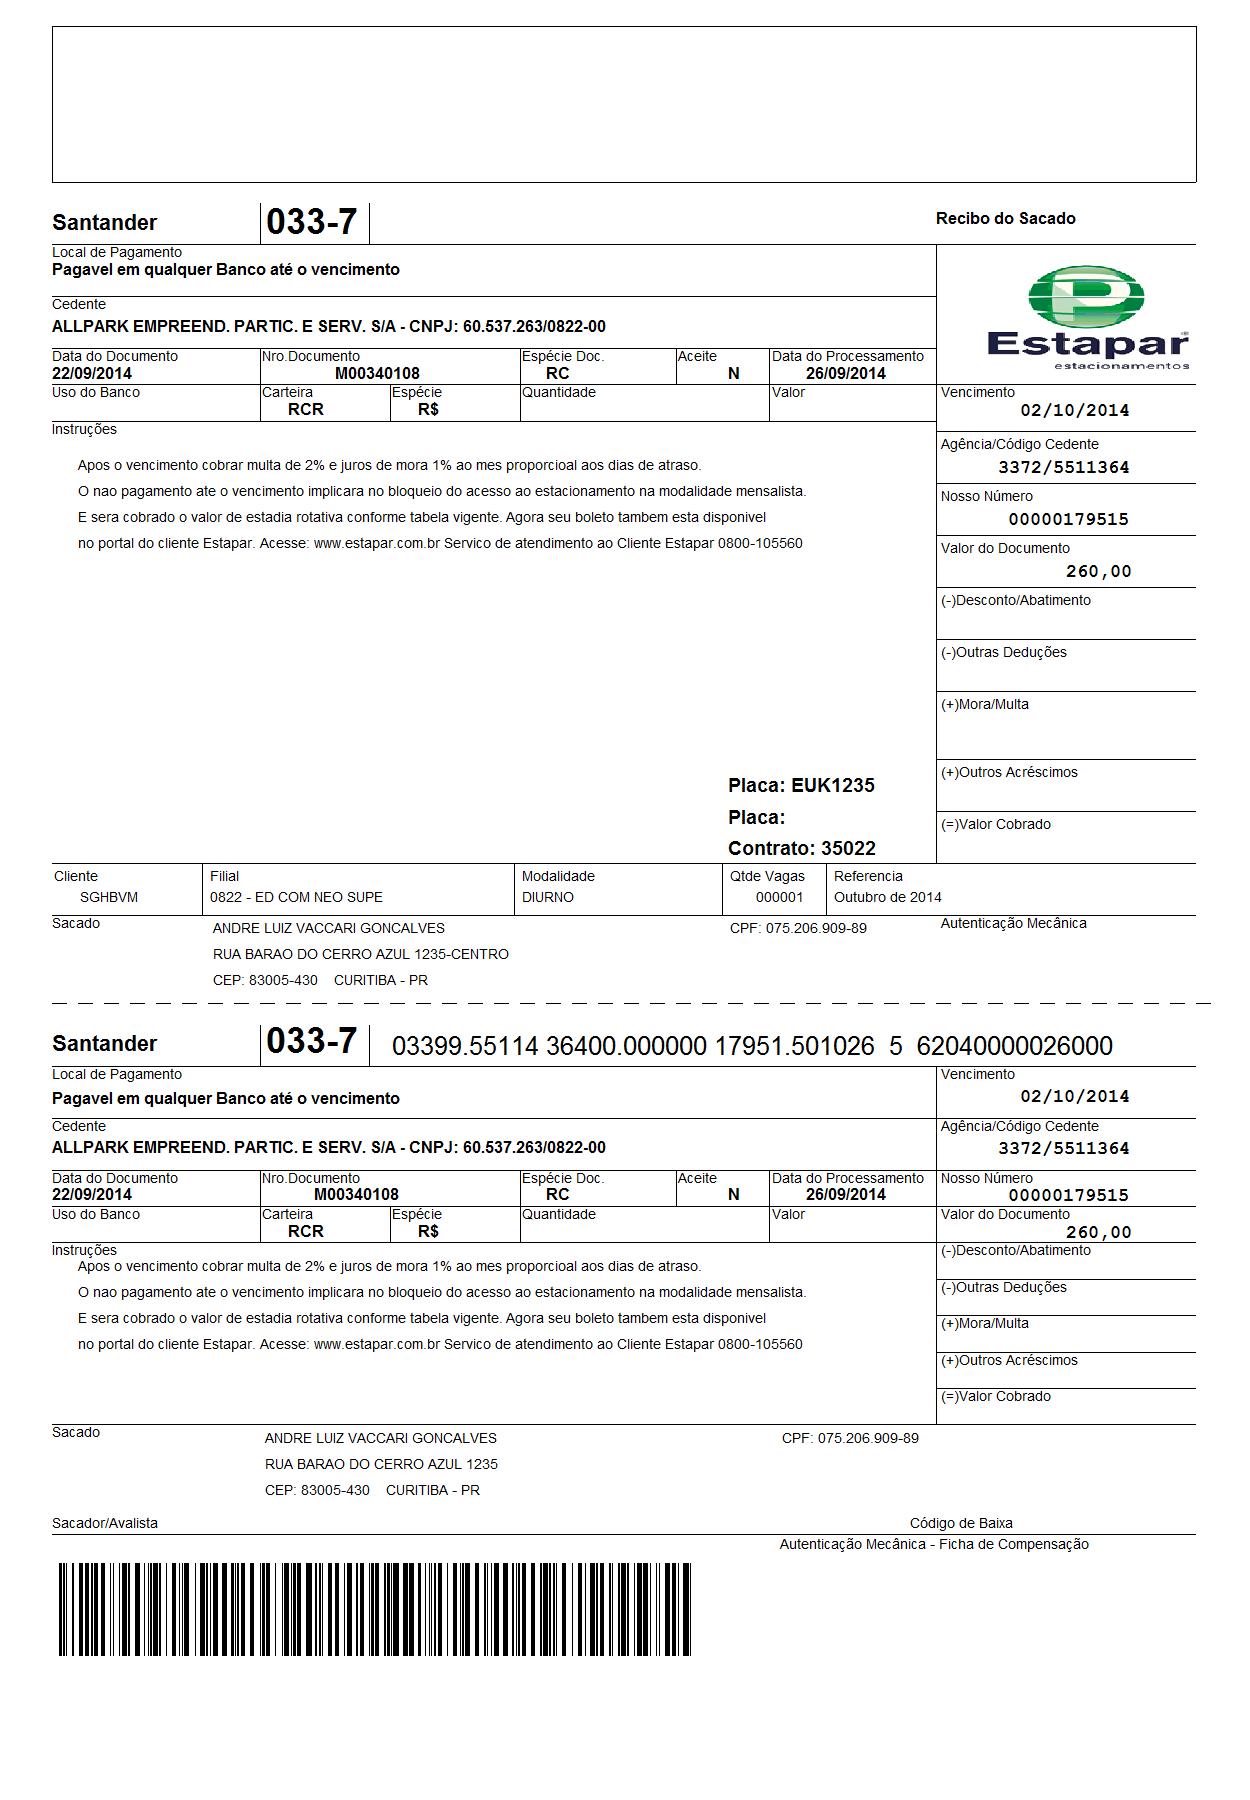 Santander 033-7 Recibo do Sacado
Local de Pagamento
Pagavel em qualquer Banco até o vencimento
Cedente
ALLPARK EMPREEND. PARTIC. E SERV. S/A - CNPJ: 60.537.263/0822-00
Estapar®
estacionamentos
Data do Documento Nro.Documento Espécie Doc. Aceite Data do Processamento
22/09/2014 M00340108 RC N 26/09/2014
Uso do Banco Carteira Espécie Quantidade Valor Vencimento
RCR R$ 02/10/2014
Instruções
Agência/Código Cedente
Apos o vencimento cobrar multa de 2% e juros de mora 1% ao mes proporcioal aos dias de atraso.
3372/5511364
O nao pagamento ate o vencimento implicara no bloqueio do acesso ao estacionamento na modalidade mensalista.
Nosso Número
E sera cobrado o valor de estadia rotativa conforme tabela vigente. Agora seu boleto tambem esta disponivel
00000179515
no portal do cliente Estapar. Acesse: www.estapar.com.br Servico de atendimento ao Cliente Estapar 0800-105560
Valor do Documento
260,00
(-)Desconto/Abatimento
(-)Outras Deduções
(+)Mora/Multa
(+)Outros Acréscimos
Placa: EUK1235
Placa:
(=)Valor Cobrado
Contrato: 35022
Cliente Filial Modalidade Qtde Vagas Referencia
SGHBVM 0822 - ED COM NEO SUPE DIURNO 000001 Outubro de 2014
Sacado ANDRE LUIZ VACCARI GONCALVES CPF: 075.206.909-89 Autenticação Mecânica
RUA BARAO DO CERRO AZUL 1235-CENTRO
CEP: 83005-430 CURITIBA - PR
Santander 033-7 03399.55114 36400.000000 17951.501026 5 62040000026000
Local de Pagamento Vencimento
Pagavel em qualquer Banco até o vencimento 02/10/2014
Cedente Agência/Código Cedente
ALLPARK EMPREEND. PARTIC. E SERV. S/A - CNPJ: 60.537.263/0822-00 3372/5511364
Data do Documento Nro.Documento Espécie Doc. Aceite Data do Processamento Nosso Número
22/09/2014 M00340108 RC N 26/09/2014 00000179515
Uso do Banco Carteira Espécie Quantidade Valor Valor do Documento
RCR R$ 260,00
Instruções (-)Desconto/Abatimento
Apos o vencimento cobrar multa de 2% e juros de mora 1% ao mes proporcioal aos dias de atraso.
O nao pagamento ate o vencimento implicara no bloqueio do acesso ao estacionamento na modalidade mensalista.
(-)Outras Deduções
E sera cobrado o valor de estadia rotativa conforme tabela vigente. Agora seu boleto tambem esta disponivel
(+)Mora/Multa
no portal do cliente Estapar. Acesse: www.estapar.com.br Servico de atendimento ao Cliente Estapar 0800-105560
(+)Outros Acréscimos
(=)Valor Cobrado
Sacado ANDRE LUIZ VACCARI GONCALVES CPF: 075.206.909-89
RUA BARAO DO CERRO AZUL 1235
CEP: 83005-430 CURITIBA - PR
Sacador/Avalista Código de Baixa
Autenticação Mecânica - Ficha de Compensação